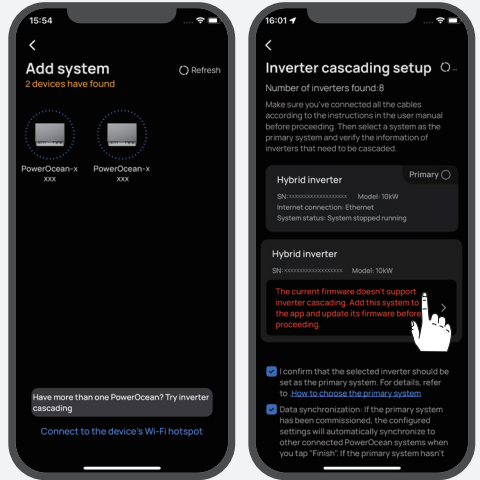 15:54
Add system
Refresh
2 devices have found
PowerOcean-x
xxx
PowerOcean-x
xxx
Have more than one PowerOcean? Try inverter
cascading
Connect to the device's Wi-Fi hotspot
16:01
Inverter cascading setup
...
Number of inverters found:8
Make sure you've connected all the cables
according to the instructions in the user manual
before proceeding. Then select a system as the
primary system and verify the information of
inverters that need to be cascaded.
Primary
Hybrid inverter
SN: xxxxxxxxxxxxxxxxxx Model: 10kW
Internet connection: Ethernet
System status: System stopped running
Hybrid inverter
SN: xxxxxxxxxxxxxxxxxx Model: 10kW
The current firmware doesn't support
inverter cascading. Add this system to
the app and update its firmware before
proceeding.
I confirm that the selected inverter should be
set as the primary system. For details, refer
to .How to choose the primary system
Data synchronization: If the primary system
has been commissioned, the configured
settings will automatically synchronize to
other connected PowerOcean systems when
you tap "Finish". If the primary system hasn't